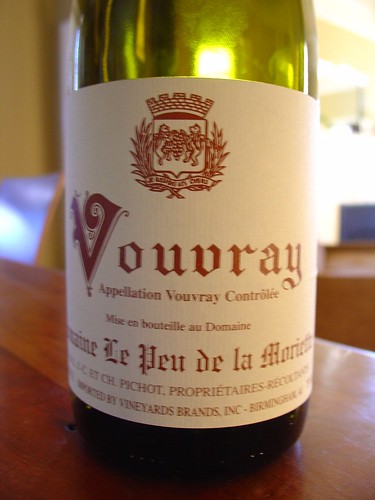 Vouvray
Appellation Vouvray Contrôlée
Mise en bouteille au Domaine
Le Peu de la
C. ET CH. PICHOT, PROPRIÉTAIRES-RÉCOLTANTS
IMPORTED BY VINEYARDS BRANDS, INC - BIRMINGHAM,